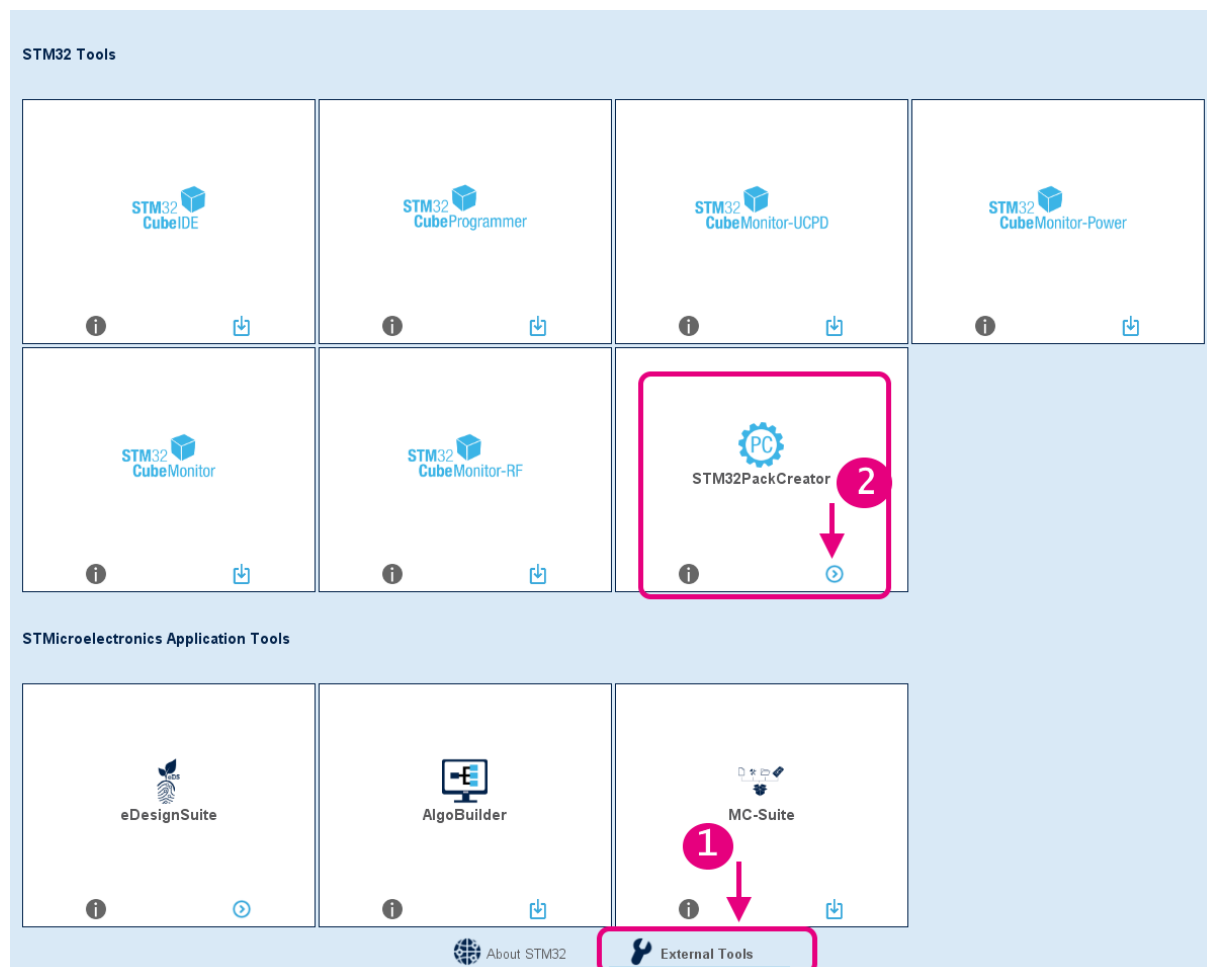 STM32 Tools
STM32
CubeIDE
STM32
CubeProgrammer
STM32
CubeMonitor-UCPD
STM32
CubeMonitor-Power
STM32
CubeMonitor
STM32
CubeMonitor-RF
PC
STM32PackCreator
2
STMicroelectronics Application Tools
eDS
eDesignSuite
AlgoBuilder
MC-Suite
1
About STM32
External Tools